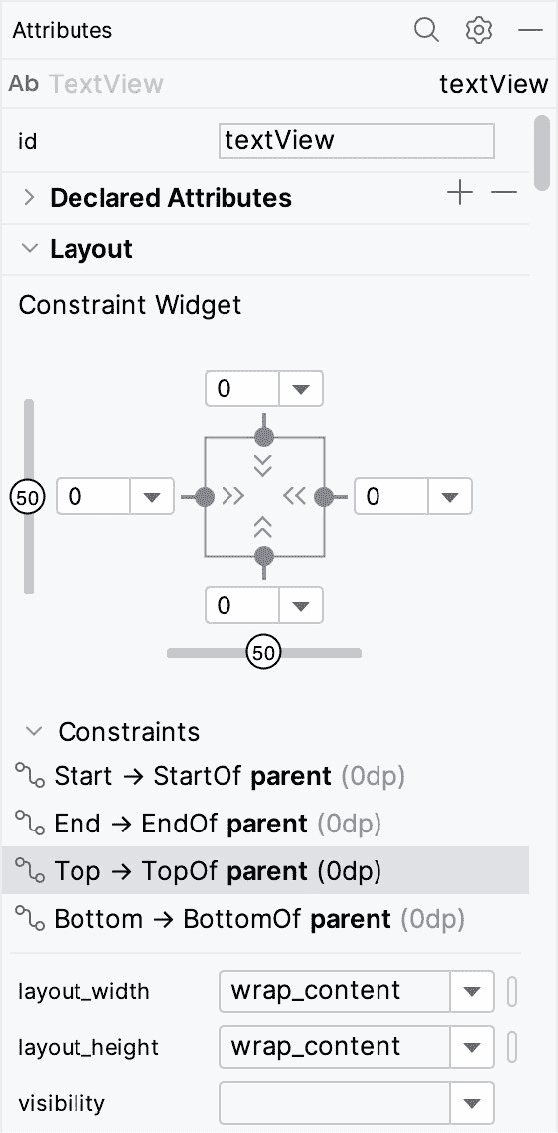 Attributes
Ab TextView textView
id textView
Declared Attributes
Layout
Constraint Widget
0
50 0 0
0
50
Constraints
Start → StartOf parent (0dp)
End → EndOf parent (0dp)
Top → TopOf parent (0dp)
Bottom → BottomOf parent (0dp)
layout_width wrap_content
layout_height wrap_content
visibility